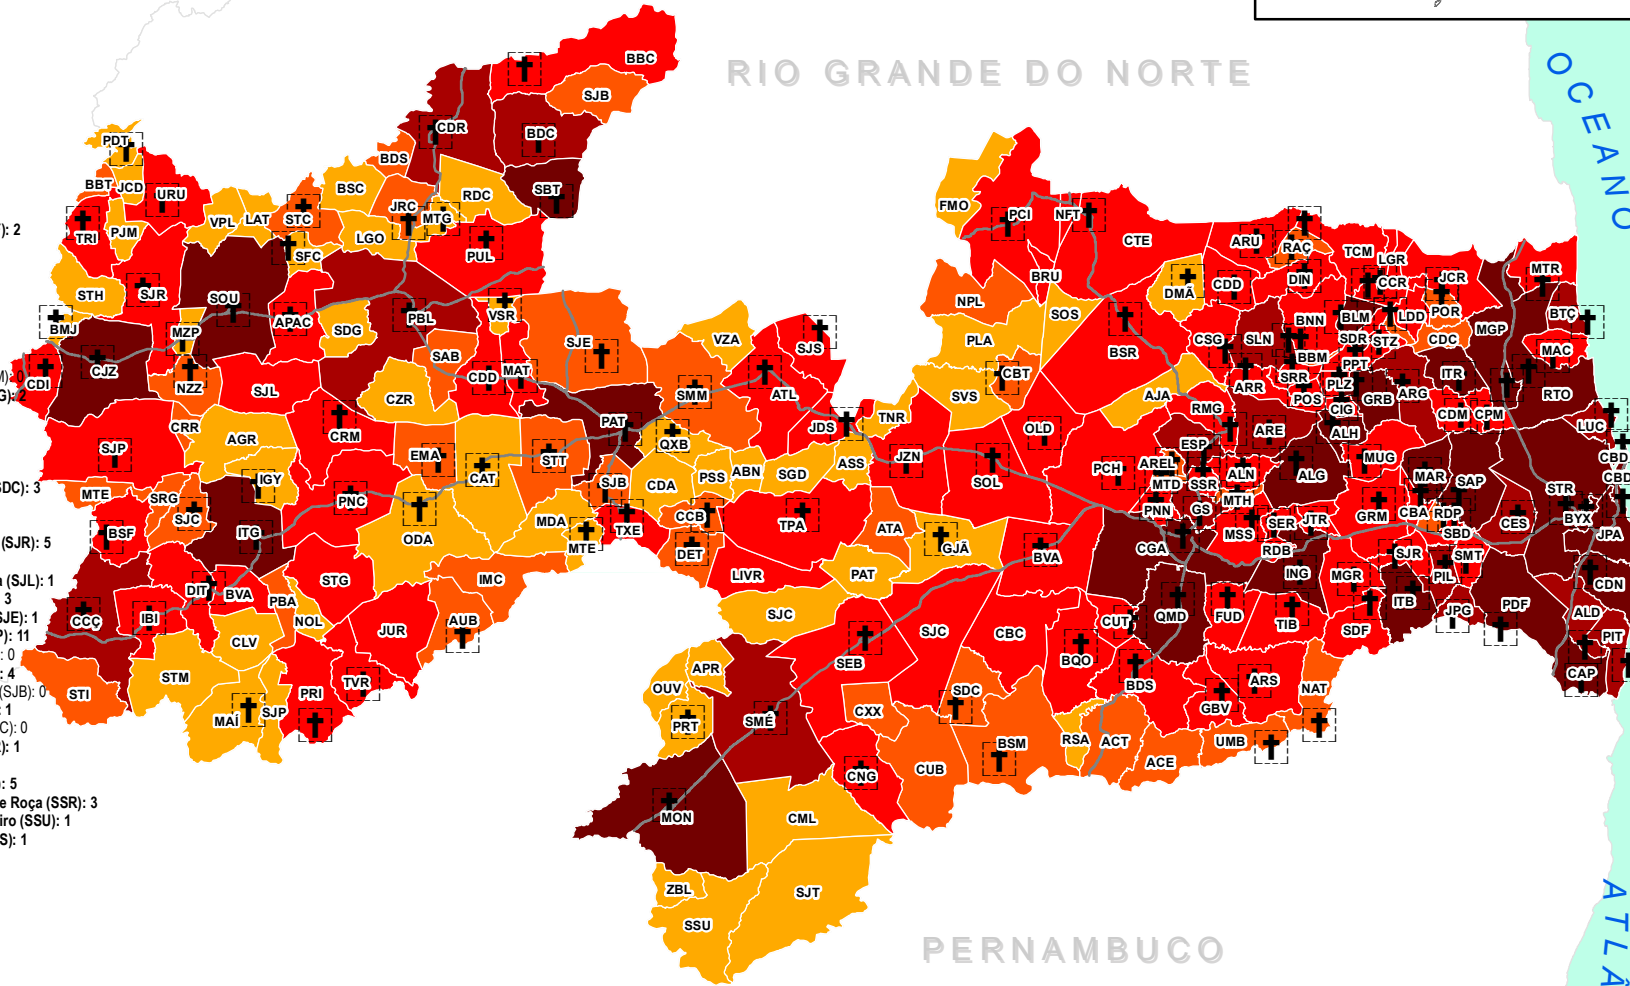 RIO GRANDE DO NORTE
OCEANO
BBC
SJB
CDR
BDC
PDT
BDS
BBT
JCD
URU
BSC
RDC
SBT
VPL
LAT
STC
JRC
MTG
FMO
PCI
NFT
): 2
TRI
PJM
LGO
SFC
PUL
CTE
ARU
RAÇ
TCM
LGR
STH
SJR
SOU
BRU
DMÃ
CDD
DIN
CCR
JCR
MTR
BMJ
MZP
APAC
SDG
PBL
VSR
NPL
SOS
BNN
BLM
LDD
POR
MGP
BTÇ
CDI
CJZ
NZZ
SAB
SJE
VZA
SJS
PLA
BSR
CSG
SLN
SDR
STZ
CDC
MAC
M): 0
G): 2
SJL
CZR
CDD
MAT
SMM
ATL
CBT
SVS
AJA
BBM
PPT
ARR
SRR
PLZ
POS
GRB
ARG
ITR
RTO
CRR
AGR
CRM
PAT
JDS
TNR
OLD
RMG
CIG
CDM
CPM
LUC
SJP
EMA
STT
QXB
ARE
ALH
ESP
IGY
CAT
PSS
ABN
SGD
ASS
JZN
SOL
PCH
AREL
ALN
ALG
MUG
CBD
SDC): 3
MTE
SRG
SJC
PNC
SJB
CDA
MTD
SSR
MTH
MAR
SAP
STR
CBD
BSF
ITG
ODA
MDA
MTE
TXE
CCB
TPA
ATA
GJÃ
PNN
GS
MSS
SER
JTR
GRM
CBA
RDP
SBD
CES
BYX
JPA
(SJR): 5
DET
BVA
CGA
RDB
SJR
SMT
DIT
BVA
STG
IMC
LIVR
PAT
ING
MGR
PIL
CDN
(SJL): 1
3
SJE): 1
CCÇ
IBI
PBA
NOL
AUB
SJC
CUT
QMD
FUD
TIB
ITB
JPG
PDF
ALD
P): 11
: 0
CLV
JUR
SEB
SJC
CBC
SDF
PIT
: 4
(SJB): 0
STI
STM
TVR
APR
BQO
CAP
: 1
C): 0
PRI
OUV
SDC
BDS
ARS
NAT
): 1
MAÍ
SJP
PRT
SMÉ
CXX
GBV
BSM
RSA
ACT
UMB
): 5
CNG
CUB
ACE
e Roça (SSR): 3
iro (SSU): 1
MON
CML
S): 1
ZBL
SJT
SSU
PERNAMBUCO
ATLÂ